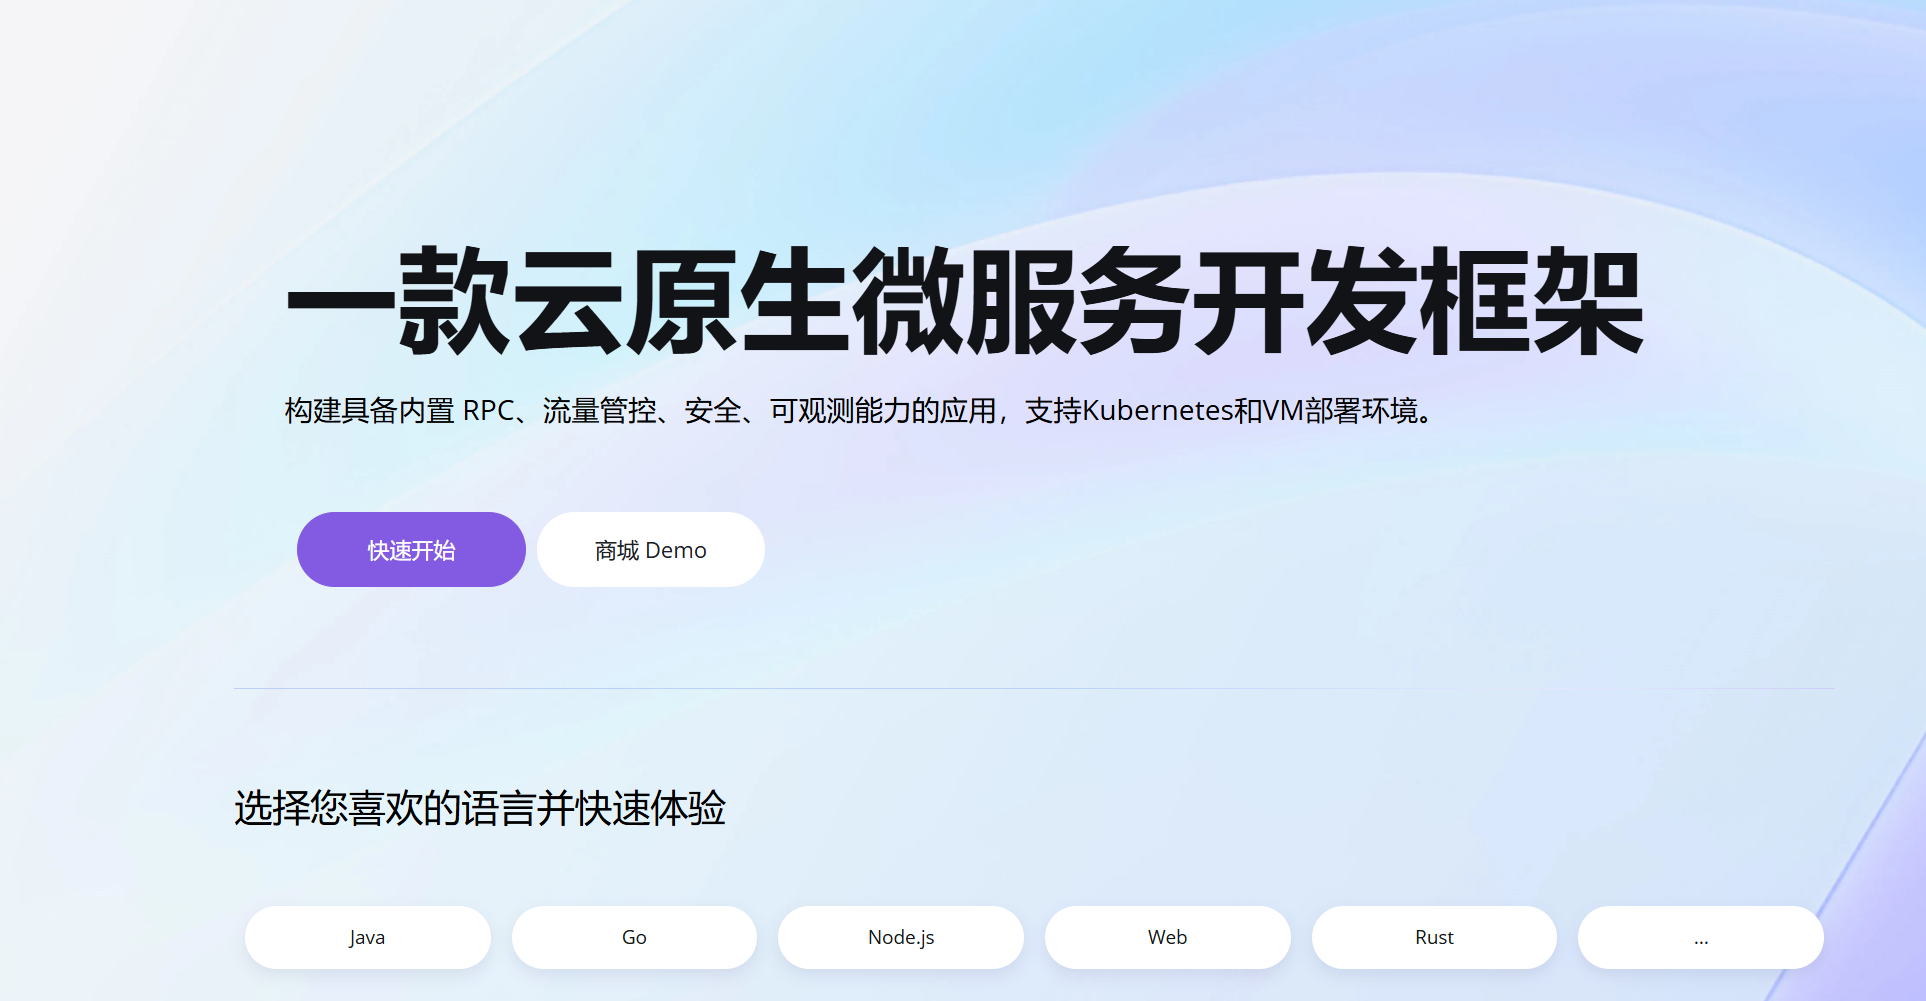 一款云原生微服务开发框架
构建具备内置 RPC、流量管控、安全、可观测能力的应用，支持Kubernetes和VM部署环境。
快速开始
商城 Demo
选择您喜欢的语言并快速体验
Java
Go
Node.js
Web
Rust
...